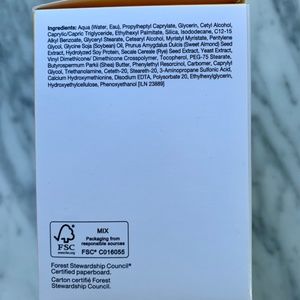 Ingredients: Aqua (Water, Eau), Propylheptyl Caprylate, Glycerin, Cetyl Alcohol,
Caprylic/Capric Triglyceride, Ethylhexyl Palmitate, Silica, Isododecane, C12-15
Alkyl Benzoate, Glyceryl Stearate, Cetearyl Alcohol, Myristyl Myristate, Pentylene
Glycol, Glycine Soja (Soybean) Oil, Prunus Amygdalus Dulcis (Sweet Almond) Seed
Extract, Hydrolyzed Soy Protein, Secale Cereale (Rye) Seed Extract, Yeast Extract,
Vinyl Dimethicone/ Dimethicone Crosspolymer, Tocopherol, PEG-75 Stearate,
Butyrospermum Parkii (Shea) Butter, Phenylethyl Resorcinol, Carbomer, Caprylyl
Glycol, Triethanolamine, Ceteth-20, Steareth-20, 3-Aminopropane Sulfonic Acid,
Calcium Hydroxymethionine, Disodium EDTA, Polysorbate 20, Ethylhexylglycerin,
Hydroxyethylcellulose, Phenoxyethanol [LN 23889]
MIX
Packaging from
responsible sources
FSC
www.fsc.org
FSC® C016055
Forest Stewardship Council®
Certified paperboard.
Carton certifié Forest
Stewardship Council.